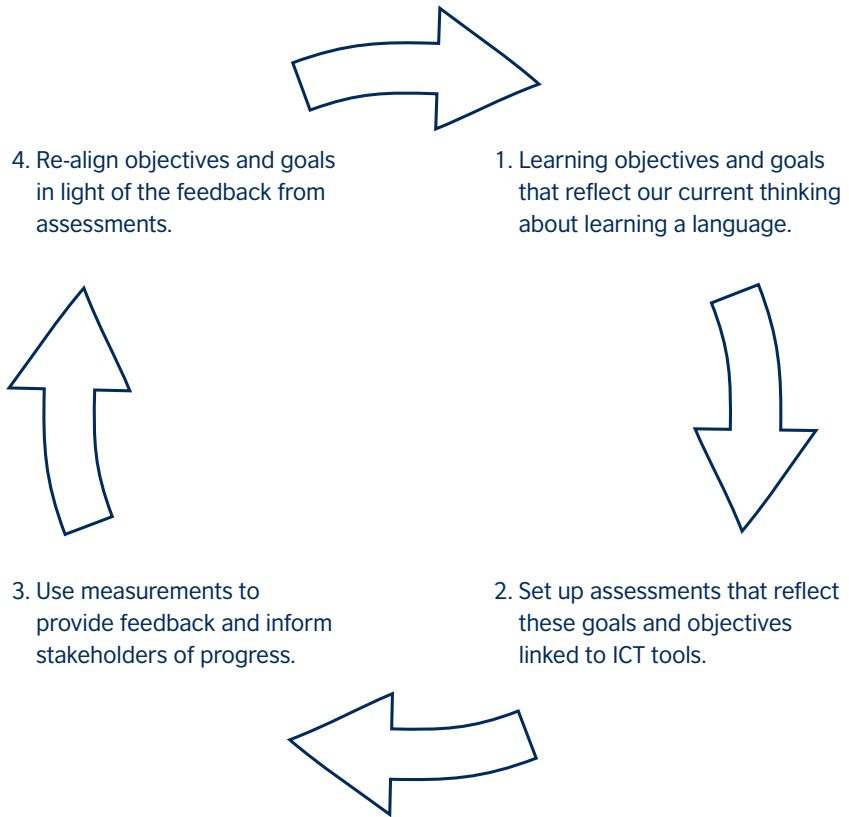 4. Re-align objectives and goals
in light of the feedback from
assessments.
1. Learning objectives and goals
that reflect our current thinking
about learning a language.
3. Use measurements to
provide feedback and inform
stakeholders of progress.
2. Set up assessments that reflect
these goals and objectives
linked to ICT tools.